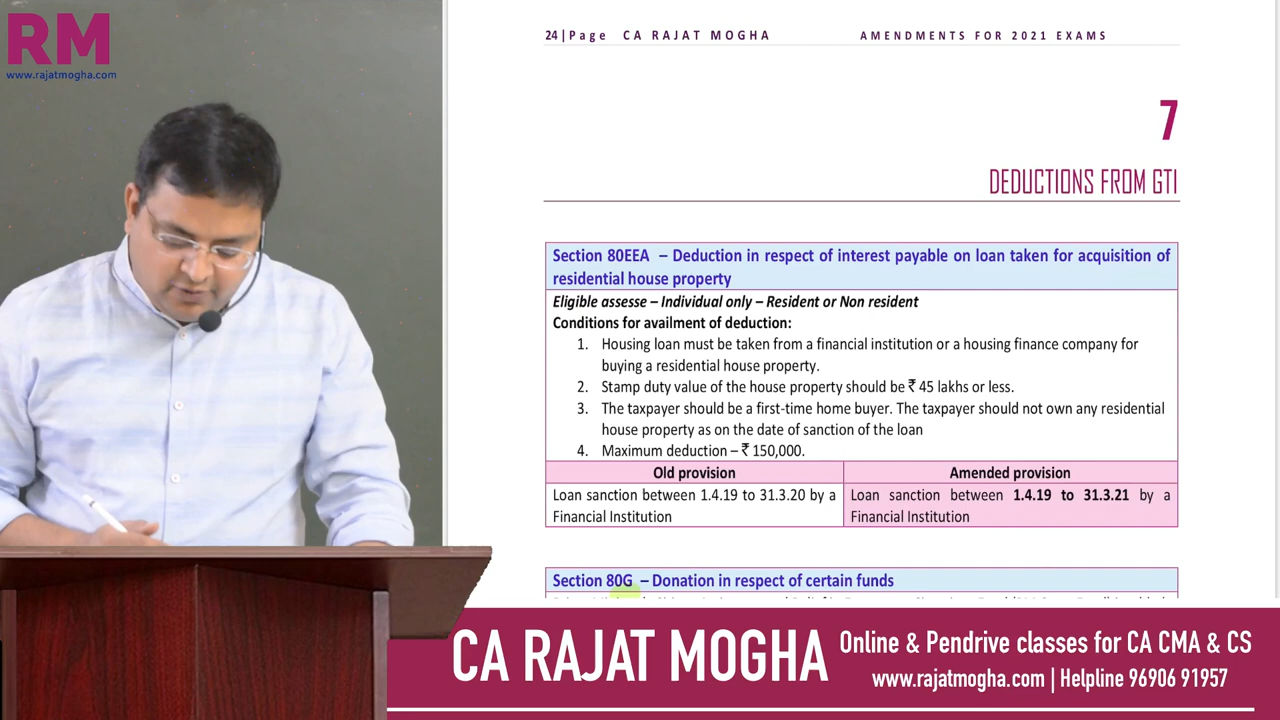 RM
www.rajatmogha.com
24|Page CA RAJAT MOGHA AMENDMENTS FOR 2021 EXAMS
7
DEDUCTIONS FROM GTI
Section 80EEA – Deduction in respect of interest payable on loan taken for acquisition of
residential house property
Eligible assesse – Individual only – Resident or Non resident
Conditions for availment of deduction:
1. Housing loan must be taken from a financial institution or a housing finance company for
buying a residential house property.
2. Stamp duty value of the house property should be ₹ 45 lakhs or less.
3. The taxpayer should be a first-time home buyer. The taxpayer should not own any residential
house property as on the date of sanction of the loan
4. Maximum deduction – ₹ 150,000.
Old provision Amended provision
Loan sanction between 1.4.19 to 31.3.20 by a Loan sanction between 1.4.19 to 31.3.21 by a
Financial Institution Financial Institution
Section 80G – Donation in respect of certain funds
CA RAJAT MOGHA
Online & Pendrive classes for CA CMA & CS
www.rajatmogha.com | Helpline 96906 91957